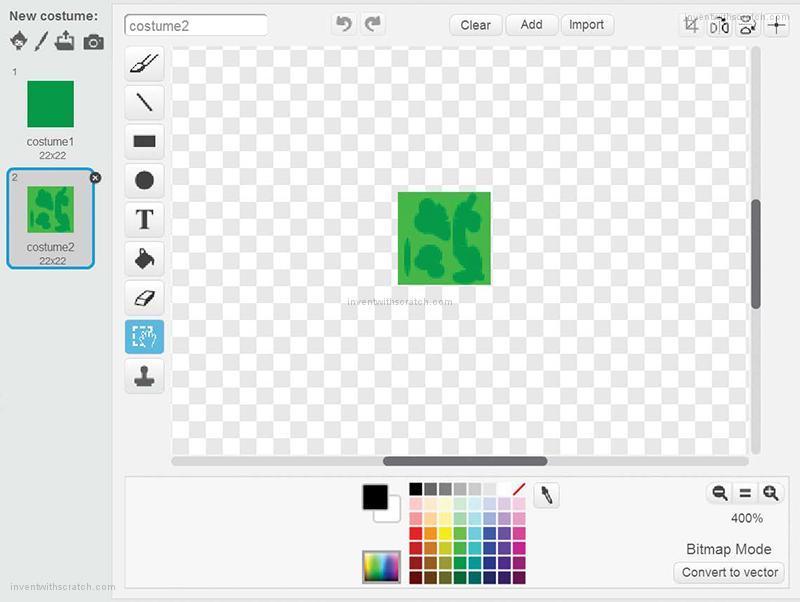 New costume:
costume2
Clear
Add
Import
inventwithscratch.com
1
costume1
22x22
2
costume2
22x22
T
inventwithscratch.com
400%
Bitmap Mode
Convert to vector
inventwithscratch.com